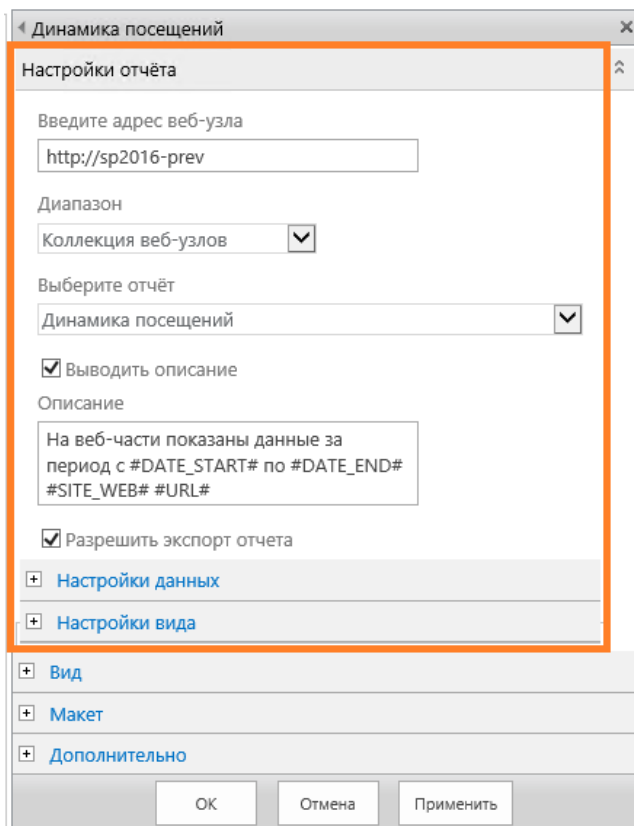 Динамика посещений
Настройки отчёта
Введите адрес веб-узла
http://sp2016-prev
Диапазон
Коллекция веб-узлов
Выберите отчёт
Динамика посещений
Выводить описание
Описание
На веб-части показаны данные за
период с #DATE_START# по #DATE_END#
#SITE_WEB# #URL#
Разрешить экспорт отчета
Настройки данных
Настройки вида
Вид
Макет
Дополнительно
ОК Отмена Применить